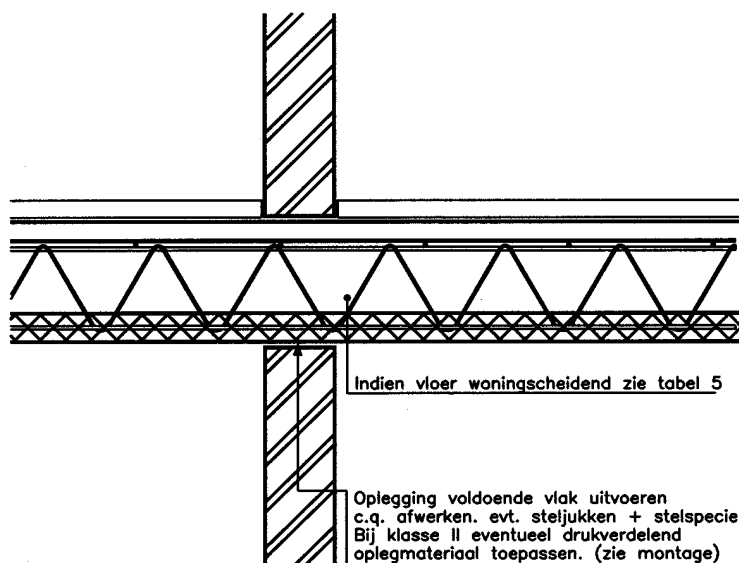 Indien vloer woningscheidend zie tabel 5
Oplegging voldoende vlak uitvoeren
c.q. afwerken. evt. steljukken + stelspecie
Bij klasse II eventueel drukverdelend
oplegmateriaal toepassen. (zie montage)